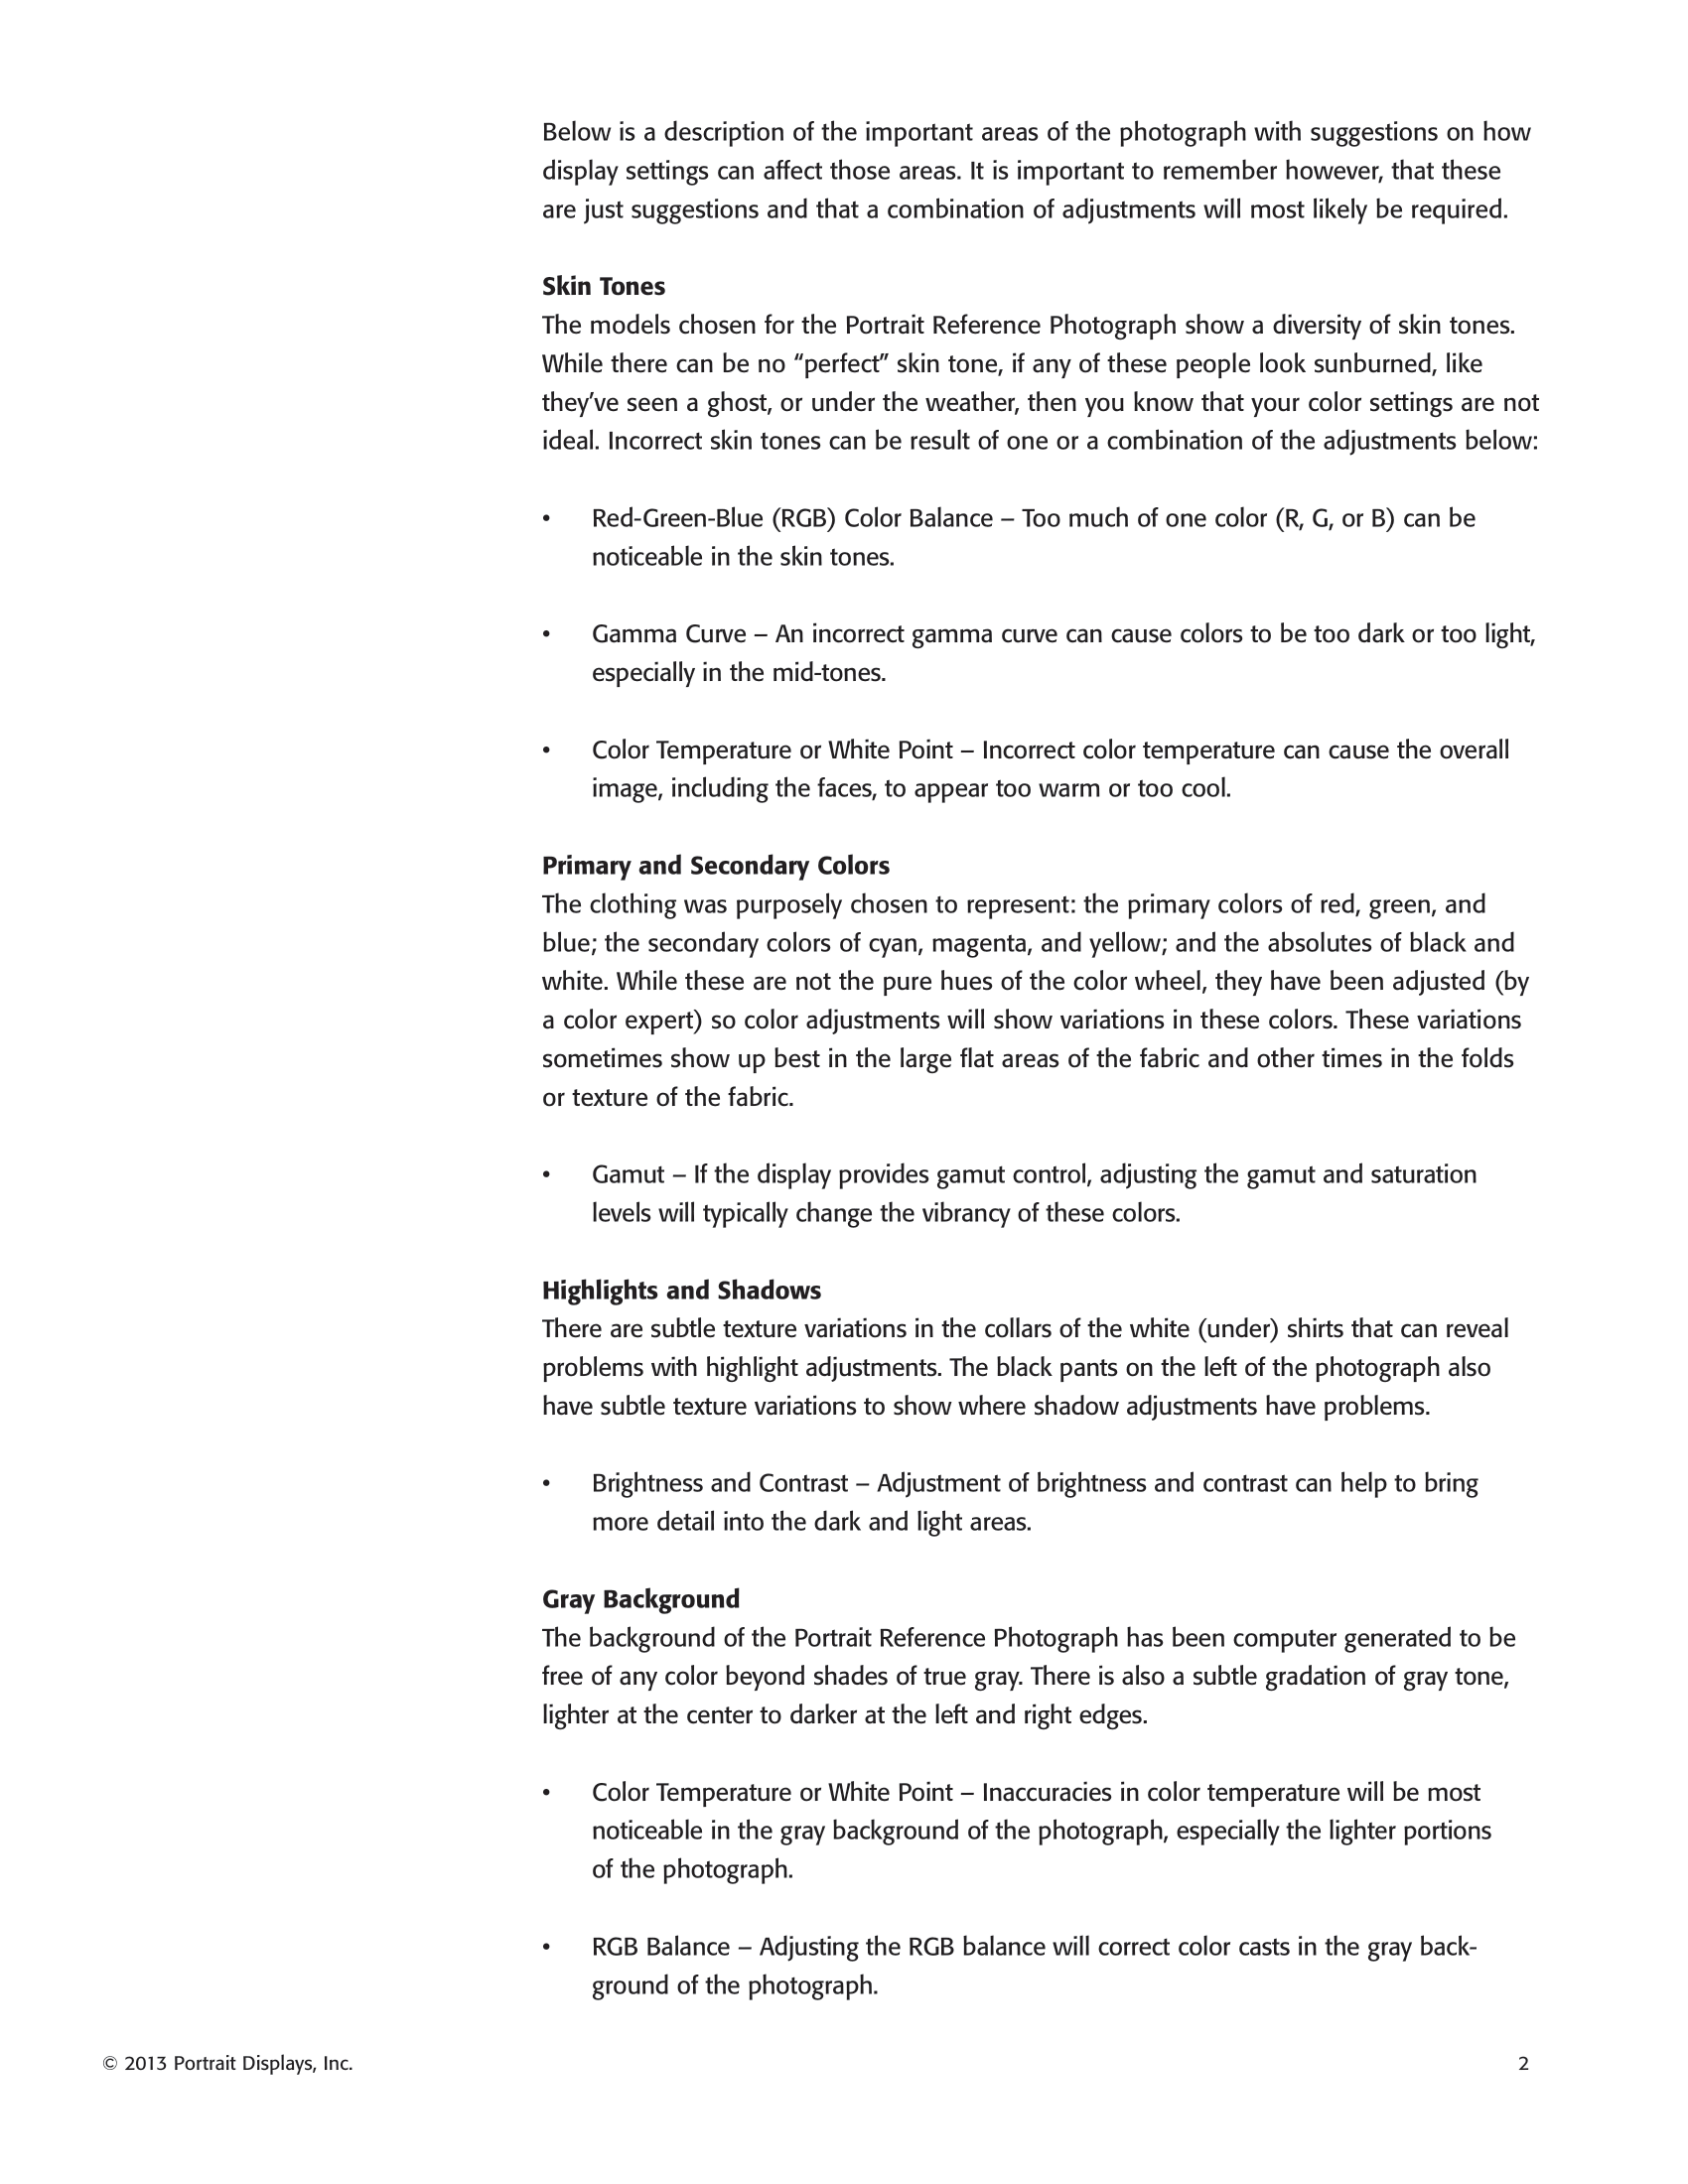 Below is a description of the important areas of the photograph with suggestions on how
display settings can affect those areas. It is important to remember however, that these
are just suggestions and that a combination of adjustments will most likely be required.
Skin Tones
The models chosen for the Portrait Reference Photograph show a diversity of skin tones.
While there can be no “perfect” skin tone, if any of these people look sunburned, like
they’ve seen a ghost, or under the weather, then you know that your color settings are not
ideal. Incorrect skin tones can be result of one or a combination of the adjustments below:
• Red-Green-Blue (RGB) Color Balance – Too much of one color (R, G, or B) can be
noticeable in the skin tones.
• Gamma Curve – An incorrect gamma curve can cause colors to be too dark or too light,
especially in the mid-tones.
• Color Temperature or White Point – Incorrect color temperature can cause the overall
image, including the faces, to appear too warm or too cool.
Primary and Secondary Colors
The clothing was purposely chosen to represent: the primary colors of red, green, and
blue; the secondary colors of cyan, magenta, and yellow; and the absolutes of black and
white. While these are not the pure hues of the color wheel, they have been adjusted (by
a color expert) so color adjustments will show variations in these colors. These variations
sometimes show up best in the large flat areas of the fabric and other times in the folds
or texture of the fabric.
• Gamut – If the display provides gamut control, adjusting the gamut and saturation
levels will typically change the vibrancy of these colors.
Highlights and Shadows
There are subtle texture variations in the collars of the white (under) shirts that can reveal
problems with highlight adjustments. The black pants on the left of the photograph also
have subtle texture variations to show where shadow adjustments have problems.
• Brightness and Contrast – Adjustment of brightness and contrast can help to bring
more detail into the dark and light areas.
Gray Background
The background of the Portrait Reference Photograph has been computer generated to be
free of any color beyond shades of true gray. There is also a subtle gradation of gray tone,
lighter at the center to darker at the left and right edges.
• Color Temperature or White Point – Inaccuracies in color temperature will be most
noticeable in the gray background of the photograph, especially the lighter portions
of the photograph.
• RGB Balance – Adjusting the RGB balance will correct color casts in the gray back-
ground of the photograph.
© 2013 Portrait Displays, Inc. 2